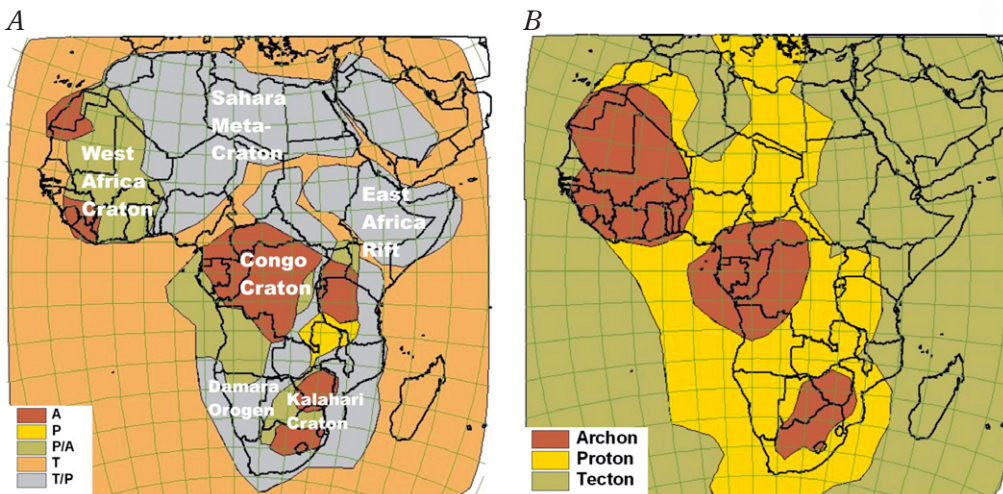 A
B
Sahara
Meta-
Craton
West
Africa
Craton
East
Africa
Rift
Congo
Craton
Damara
Orogen
Kalahari
Craton
A
P
P/A
T
T/P
Archon
Proton
Tecton